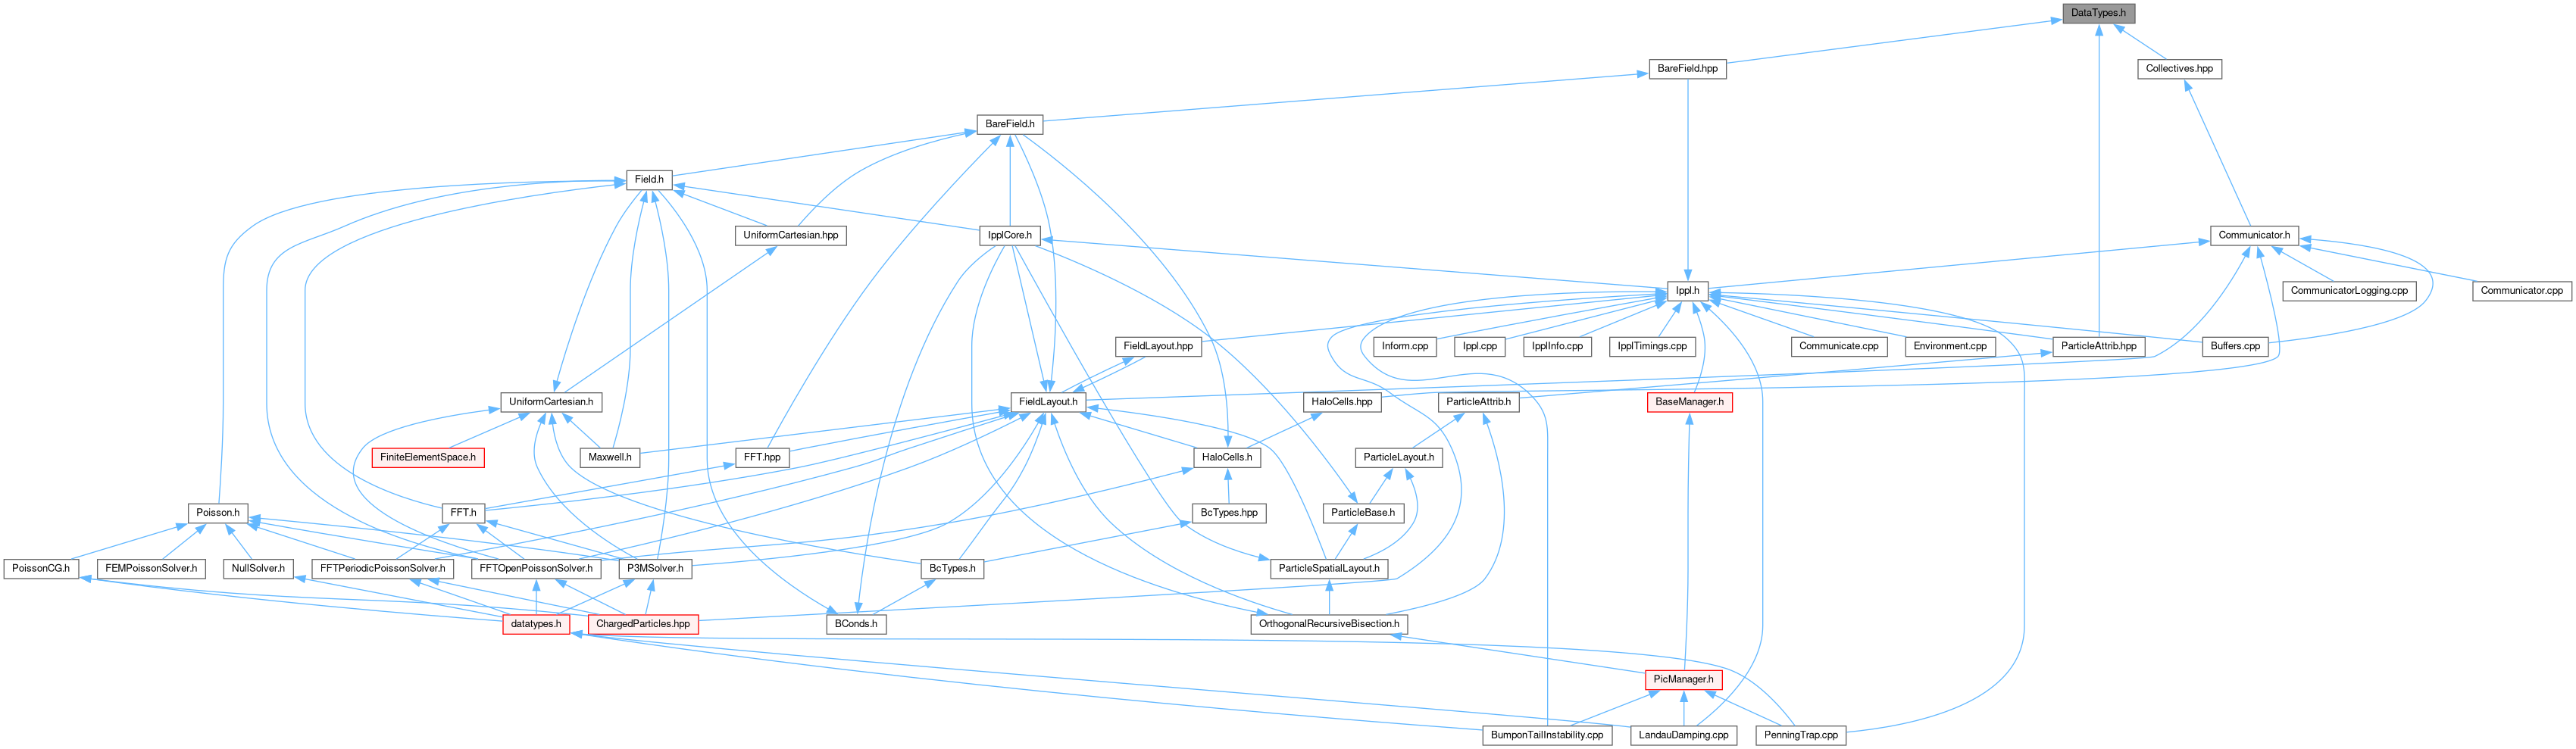 DataTypes.h
BareField.hpp
Collectives.hpp
BareField.h
Field.h
UniformCartesian.hpp
IpplCore.h
Communicator.h
Ippl.h
CommunicatorLogging.cpp
Communicator.cpp
FieldLayout.hpp
Inform.cpp
Ippl.cpp
IpplInfo.cpp
IpplTimings.cpp
Communicate.cpp
Environment.cpp
ParticleAttrib.hpp
Buffers.cpp
UniformCartesian.h
FieldLayout.h
HaloCells.hpp
ParticleAttrib.h
BaseManager.h
FiniteElementSpace.h
Maxwell.h
FFT.hpp
HaloCells.h
ParticleLayout.h
Poisson.h
FFT.h
BcTypes.hpp
ParticleBase.h
PoissonCG.h
FEMPoissonSolver.h
NullSolver.h
FFTPeriodicPoissonSolver.h
FFTOpenPoissonSolver.h
P3MSolver.h
BcTypes.h
ParticleSpatialLayout.h
datatypes.h
ChargedParticles.hpp
BConds.h
OrthogonalRecursiveBisection.h
PicManager.h
BumponTailInstability.cpp
LandauDamping.cpp
PenningTrap.cpp